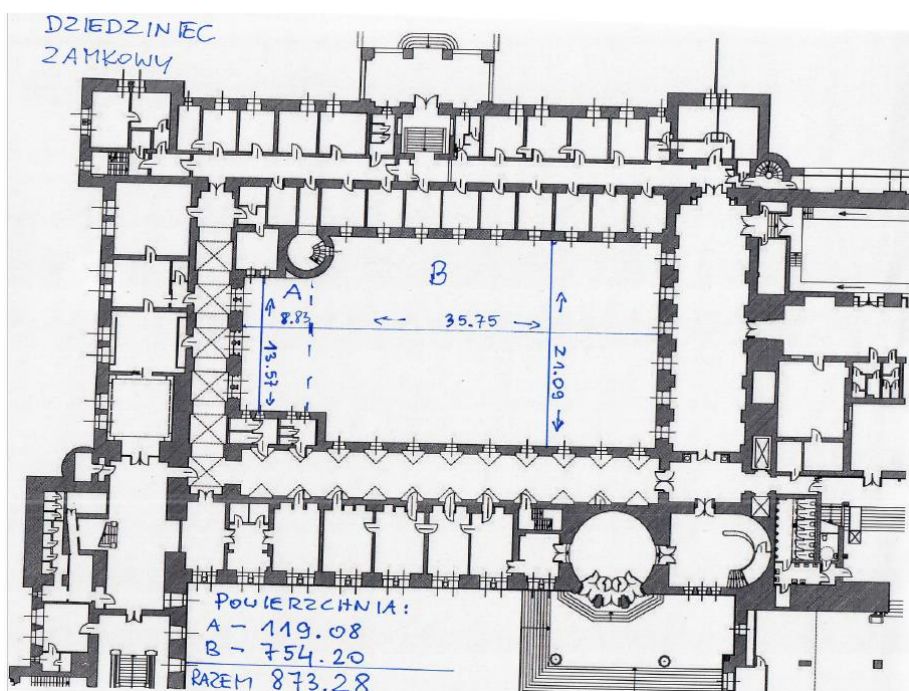 DZIEDZINIEC
ZAMKOWY
B
A
8.83
35.75
13.57
21.09
POWIERZCHNIA:
A - 119.08
B - 754.20
RAZEM 873.28